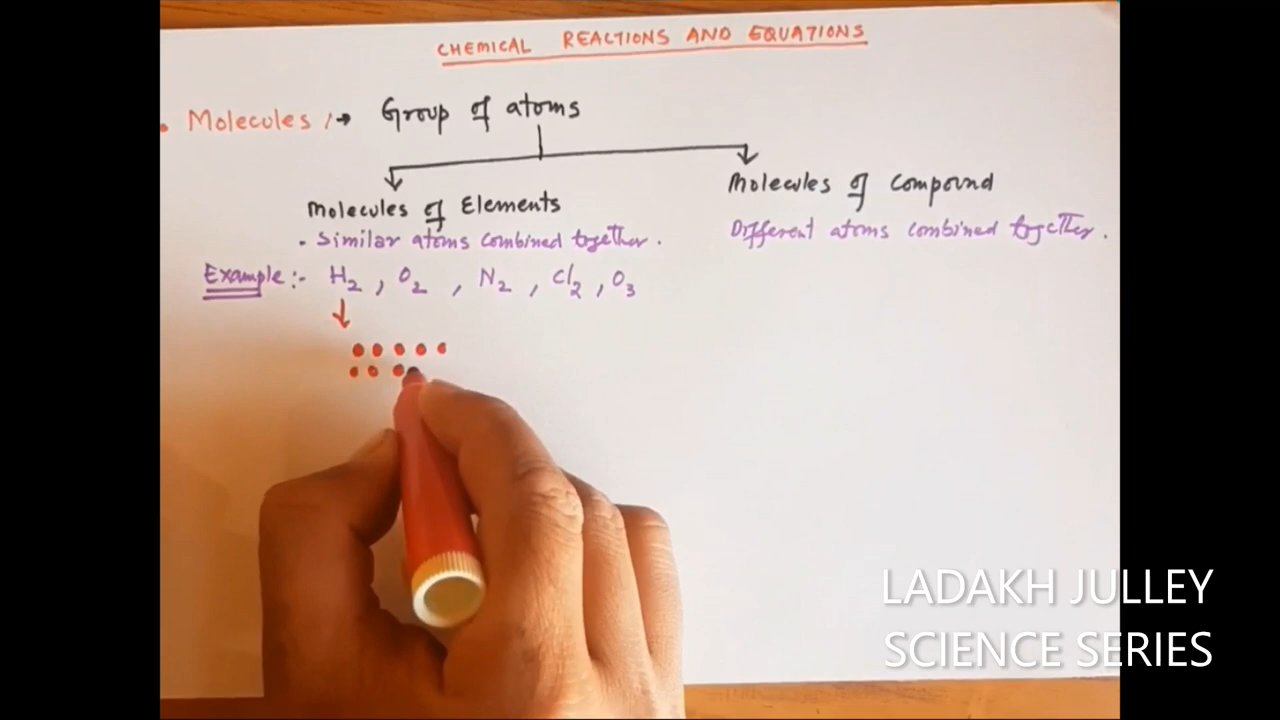 CHEMICAL REACTIONS AND EQUATIONS
• Molecules :→ Group of atoms
Molecules of Elements
Molecules of Compound
• Similar atoms combined together.
Different atoms combined together.
Example :- H₂ , O₂ , N₂ , Cl₂ , O₃
LADAKH JULLEY
SCIENCE SERIES